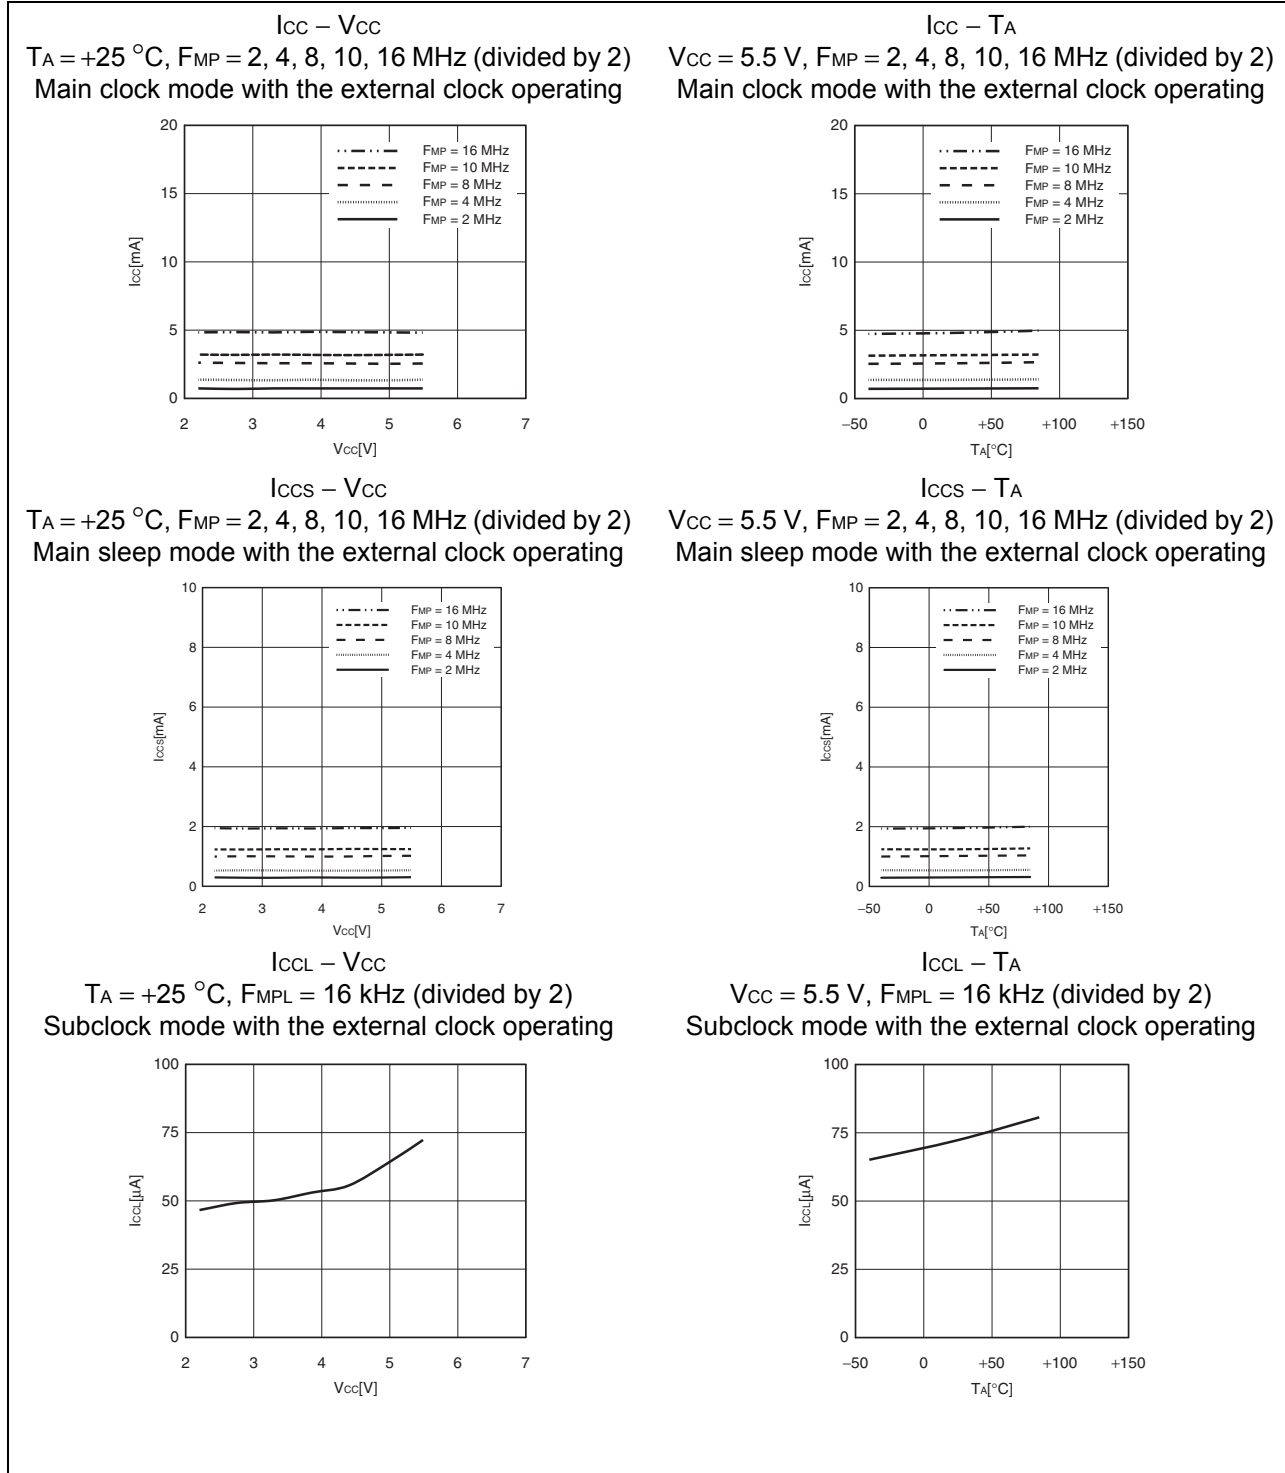 ICC – VCC
TA = +25 °C, FMP = 2, 4, 8, 10, 16 MHz (divided by 2)
Main clock mode with the external clock operating
20
15
10
5
0
ICC[mA]
FMP = 16 MHz
FMP = 10 MHz
FMP = 8 MHz
FMP = 4 MHz
FMP = 2 MHz
2 3 4 5 6 7
VCC[V]
ICC – TA
VCC = 5.5 V, FMP = 2, 4, 8, 10, 16 MHz (divided by 2)
Main clock mode with the external clock operating
20
15
10
5
0
ICC[mA]
FMP = 16 MHz
FMP = 10 MHz
FMP = 8 MHz
FMP = 4 MHz
FMP = 2 MHz
−50 0 +50 +100 +150
TA[°C]
ICCS – VCC
TA = +25 °C, FMP = 2, 4, 8, 10, 16 MHz (divided by 2)
Main sleep mode with the external clock operating
10
8
6
4
2
0
ICCS[mA]
FMP = 16 MHz
FMP = 10 MHz
FMP = 8 MHz
FMP = 4 MHz
FMP = 2 MHz
2 3 4 5 6 7
VCC[V]
ICCS – TA
VCC = 5.5 V, FMP = 2, 4, 8, 10, 16 MHz (divided by 2)
Main sleep mode with the external clock operating
10
8
6
4
2
0
ICCS[mA]
FMP = 16 MHz
FMP = 10 MHz
FMP = 8 MHz
FMP = 4 MHz
FMP = 2 MHz
−50 0 +50 +100 +150
TA[°C]
ICCL – VCC
TA = +25 °C, FMPL = 16 kHz (divided by 2)
Subclock mode with the external clock operating
100
75
50
25
0
ICCL[µA]
2 3 4 5 6 7
VCC[V]
ICCL – TA
VCC = 5.5 V, FMPL = 16 kHz (divided by 2)
Subclock mode with the external clock operating
100
75
50
25
0
ICCL[µA]
−50 0 +50 +100 +150
TA[°C]